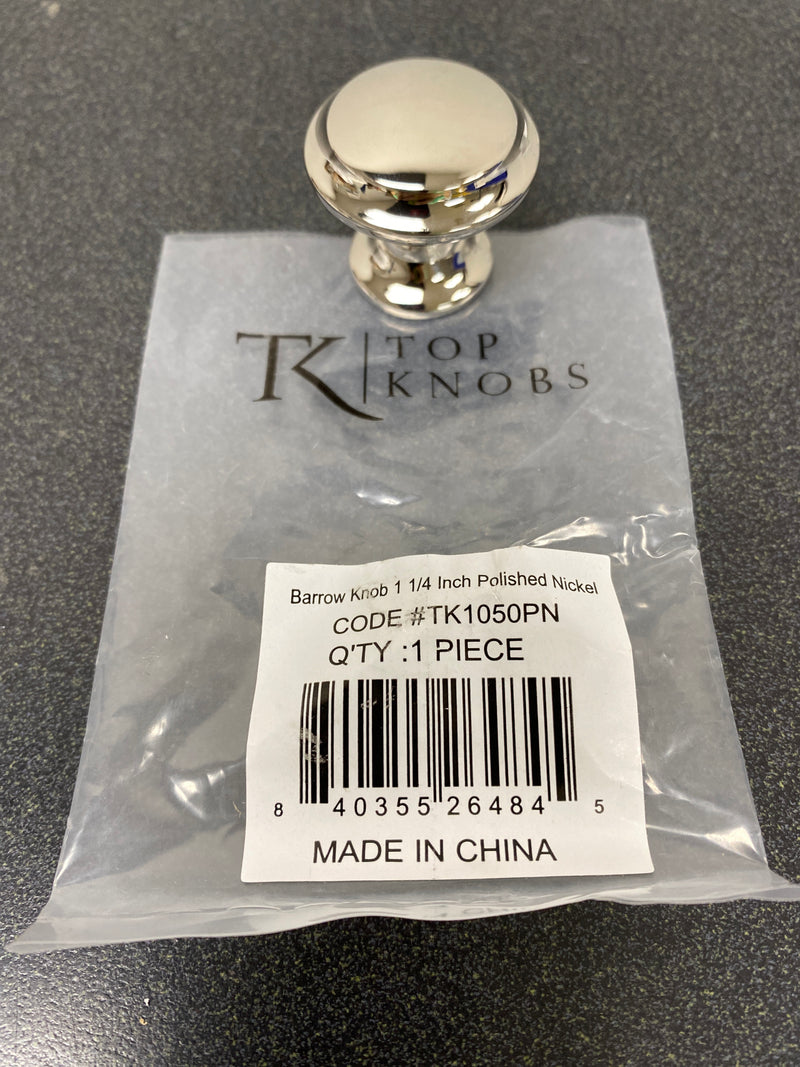 TK TOP
KNOBS
Barrow Knob 1 1/4 Inch Polished Nickel
CODE #TK1050PN
Q'TY :1 PIECE
8 40355 26484 5
MADE IN CHINA